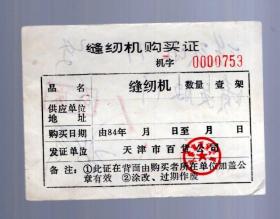 缝纫机购买证
机字 0000753
品名 缝纫机 数量 壹架
供应单位
地址
购买日期 由84年 月 日至 月 日
发证单位 天津市百货公司
备注：①此证在背面由购买者所在单位加盖公
章有效 ②涂改、过期作废